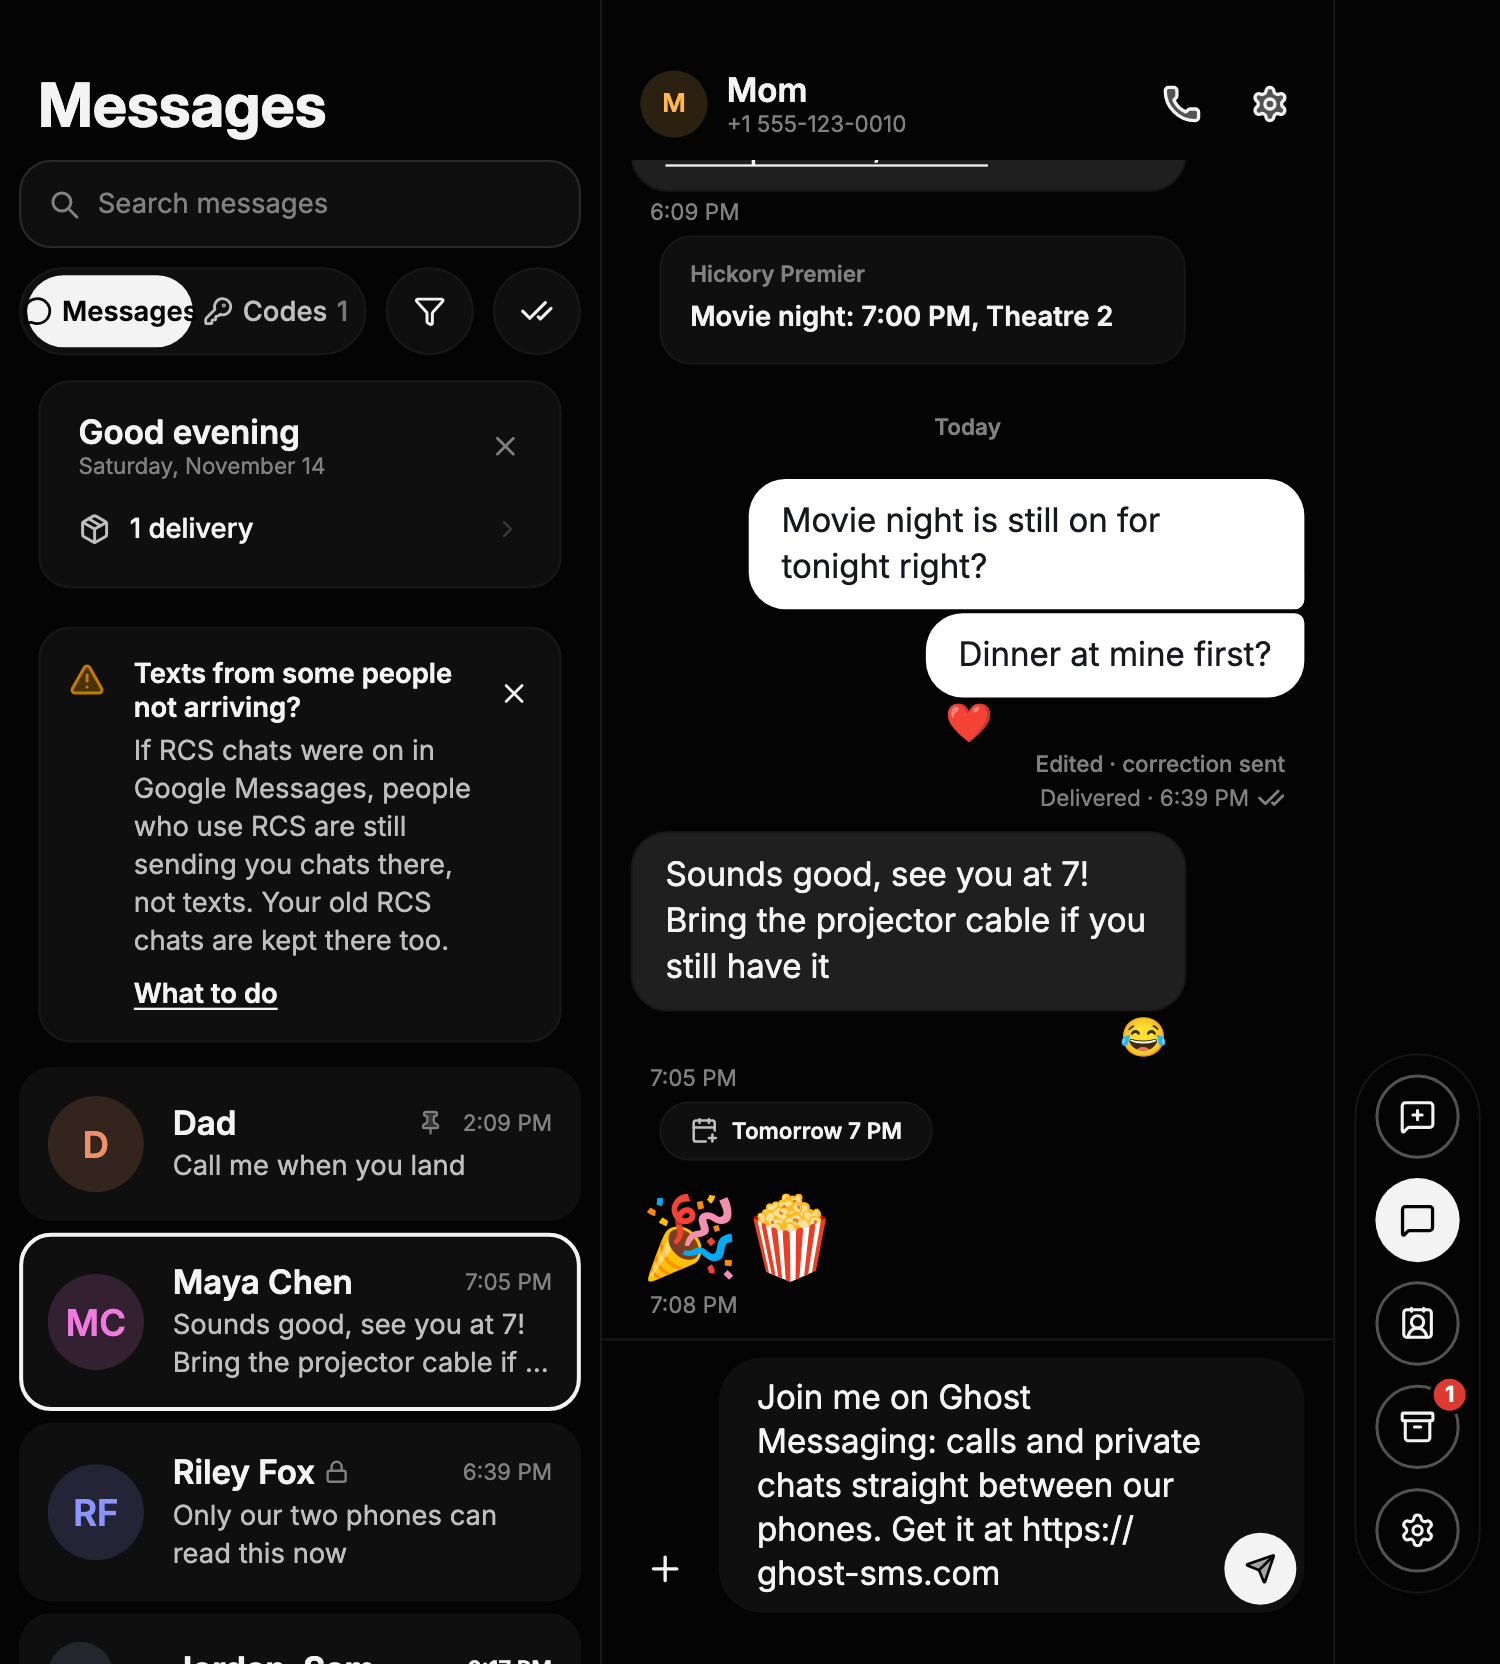 Messages
Search messages
Messages
Codes 1
Good evening
Saturday, November 14
1 delivery
Texts from some people
not arriving?
If RCS chats were on in
Google Messages, people
who use RCS are still
sending you chats there,
not texts. Your old RCS
chats are kept there too.
What to do
D
Dad
2:09 PM
Call me when you land
MC
Maya Chen
7:05 PM
Sounds good, see you at 7!
Bring the projector cable if ...
RF
Riley Fox
6:39 PM
Only our two phones can
read this now
M
Mom
+1 555-123-0010
6:09 PM
Hickory Premier
Movie night: 7:00 PM, Theatre 2
Today
Movie night is still on for
tonight right?
Dinner at mine first?
Edited · correction sent
Delivered · 6:39 PM
Sounds good, see you at 7!
Bring the projector cable if you
still have it
7:05 PM
Tomorrow 7 PM
7:08 PM
Join me on Ghost
Messaging: calls and private
chats straight between our
phones. Get it at https://
ghost-sms.com
1